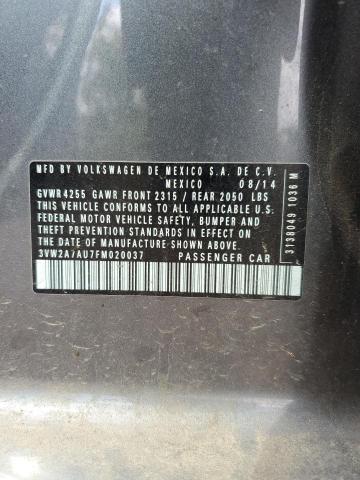 MFD BY VOLKSWAGEN DE MEXICO S.A. DE C.V.
MEXICO 08/14
GVWR4255 GAWR FRONT 2315 / REAR 2050 LBS
THIS VEHICLE CONFORMS TO ALL APPLICABLE U.S.
FEDERAL MOTOR VEHICLE SAFETY, BUMPER AND
THEFT PREVENTION STANDARDS IN EFFECT ON THE
DATE OF MANUFACTURE SHOWN ABOVE
3VW2A7AU7FM020037 PASSENGER CAR
3138049 1036 M